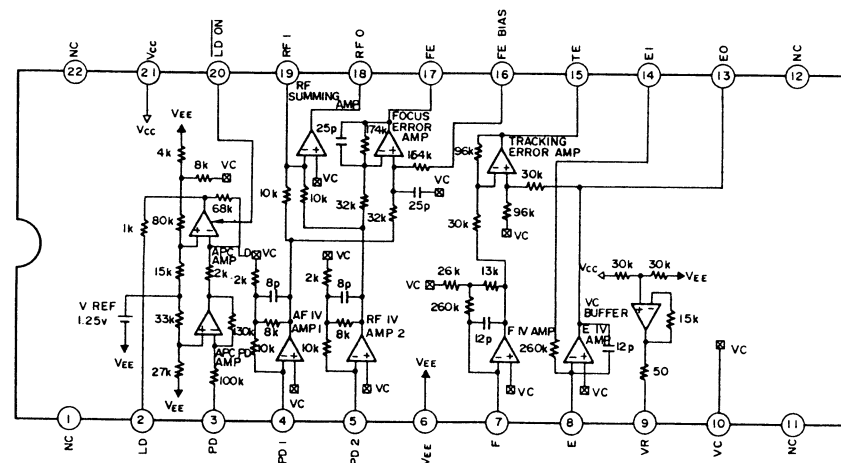 NC
Vcc
LD ON
RF I
RF O
FE
FE BIAS
TE
EI
EO
NC
22
21
20
19
18
17
16
15
14
13
12
RF
SUMMING
AMP
FOCUS
ERROR
AMP
TRACKING
ERROR AMP
Vcc
VEE
4k
8k
VC
68k
1k
80k
APC LD
AMP
2k
15k
V REF
1.25v
33k
130k
VEE
APC PD
AMP
27k
VEE
100k
25p
174k
VC
164k
VC
25p
10k
10k
32k
32k
VC
2k
8p
8k
10k
AF IV
AMP 1
VC
VC
2k
8p
8k
10k
RF IV
AMP 2
VC
96k
30k
96k
VC
30k
26k
13k
VC
260k
12p
F IV AMP
VC
260k
E IV
AMP
12p
VC
30k
30k
Vcc
VEE
VC
BUFFER
15k
50
VC
VEE
1
2
3
4
5
6
7
8
9
10
11
NC
LD
PD
PD 1
PD 2
VEE
F
E
VR
VC
NC